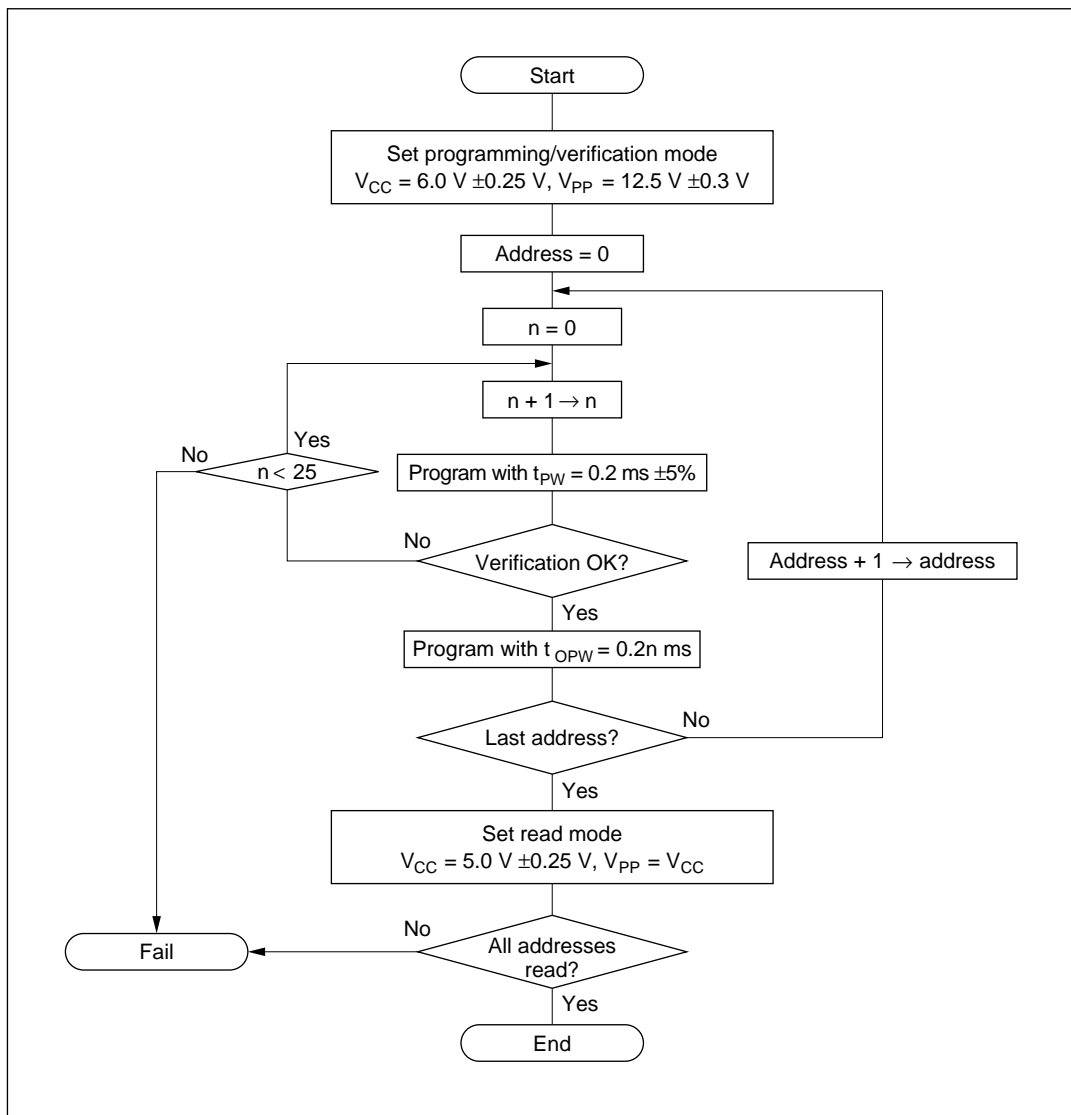 Start
Set programming/verification mode
VCC = 6.0 V ±0.25 V, VPP = 12.5 V ±0.3 V
Address = 0
n = 0
n + 1 → n
Yes
No
n < 25
Program with tPW = 0.2 ms ±5%
No
Verification OK?
Address + 1 → address
Yes
Program with t OPW = 0.2n ms
No
Last address?
Yes
Set read mode
VCC = 5.0 V ±0.25 V, VPP = VCC
No
Fail
All addresses
read?
Yes
End